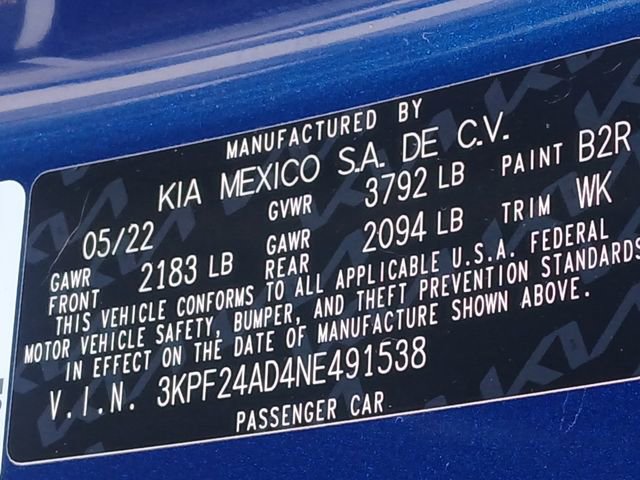 MANUFACTURED BY
KIA MEXICO S.A. DE C.V.
05/22 GVWR 3792 LB PAINT B2R
GAWR FRONT 2183 LB GAWR REAR 2094 LB TRIM WK
THIS VEHICLE CONFORMS TO ALL APPLICABLE U.S.A. FEDERAL
MOTOR VEHICLE SAFETY, BUMPER, AND THEFT PREVENTION STANDARDS
IN EFFECT ON THE DATE OF MANUFACTURE SHOWN ABOVE.
V.I.N. 3KPF24AD4NE491538
PASSENGER CAR